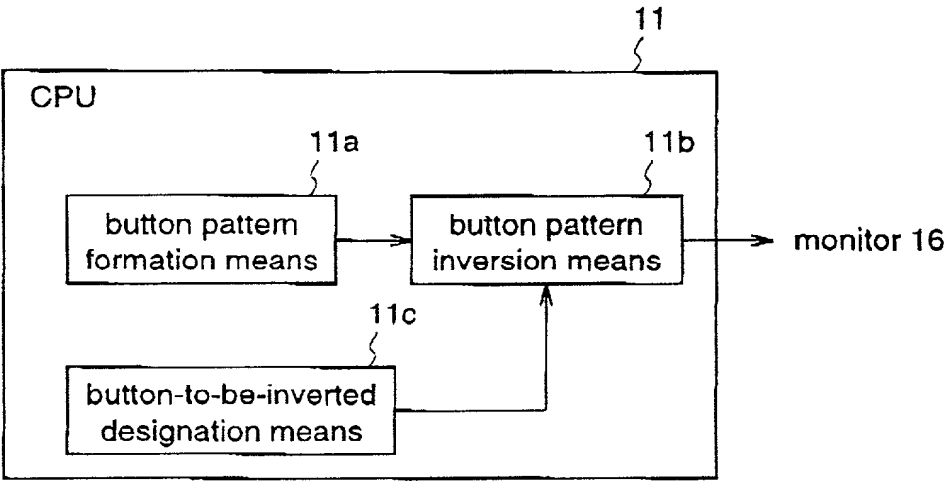 11
CPU
11a
11b
button pattern
formation means
button pattern
inversion means
monitor 16
11c
button-to-be-inverted
designation means